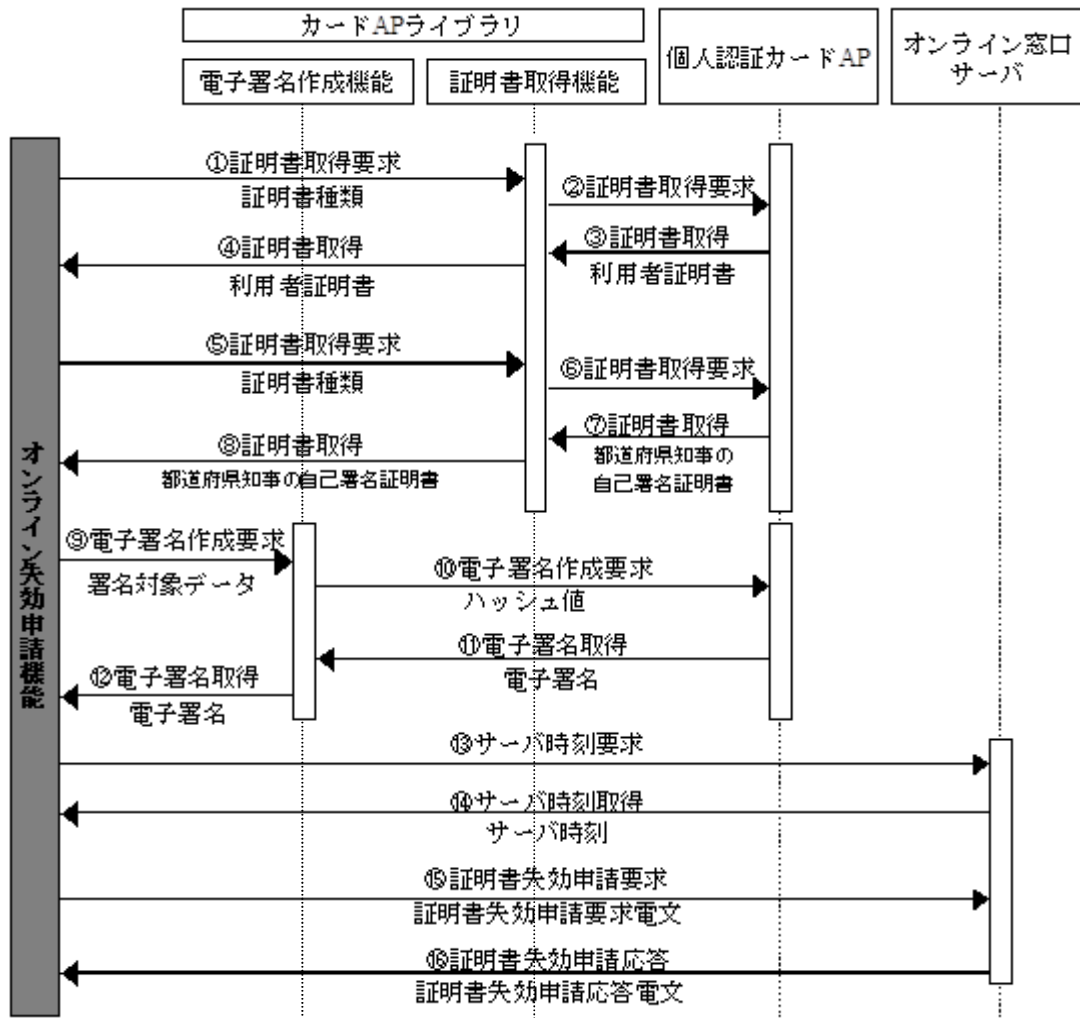 カードAPライブラリ
個人認証カードAP
オンライン窓口
サーバ
電子署名作成機能
証明書取得機能
①証明書取得要求
証明書種類
②証明書取得要求
③証明書取得
利用者証明書
④証明書取得
利用者証明書
⑤証明書取得要求
証明書種類
⑥証明書取得要求
⑦証明書取得
都道府県知事の
自己署名証明書
⑧証明書取得
都道府県知事の自己署名証明書
オンライン失効申請機能
⑨電子署名作成要求
署名対象データ
⑩電子署名作成要求
ハッシュ値
⑪電子署名取得
電子署名
⑫電子署名取得
電子署名
⑬サーバ時刻要求
⑭サーバ時刻取得
サーバ時刻
⑮証明書失効申請要求
証明書失効申請要求電文
⑯証明書失効申請応答
証明書失効申請応答電文